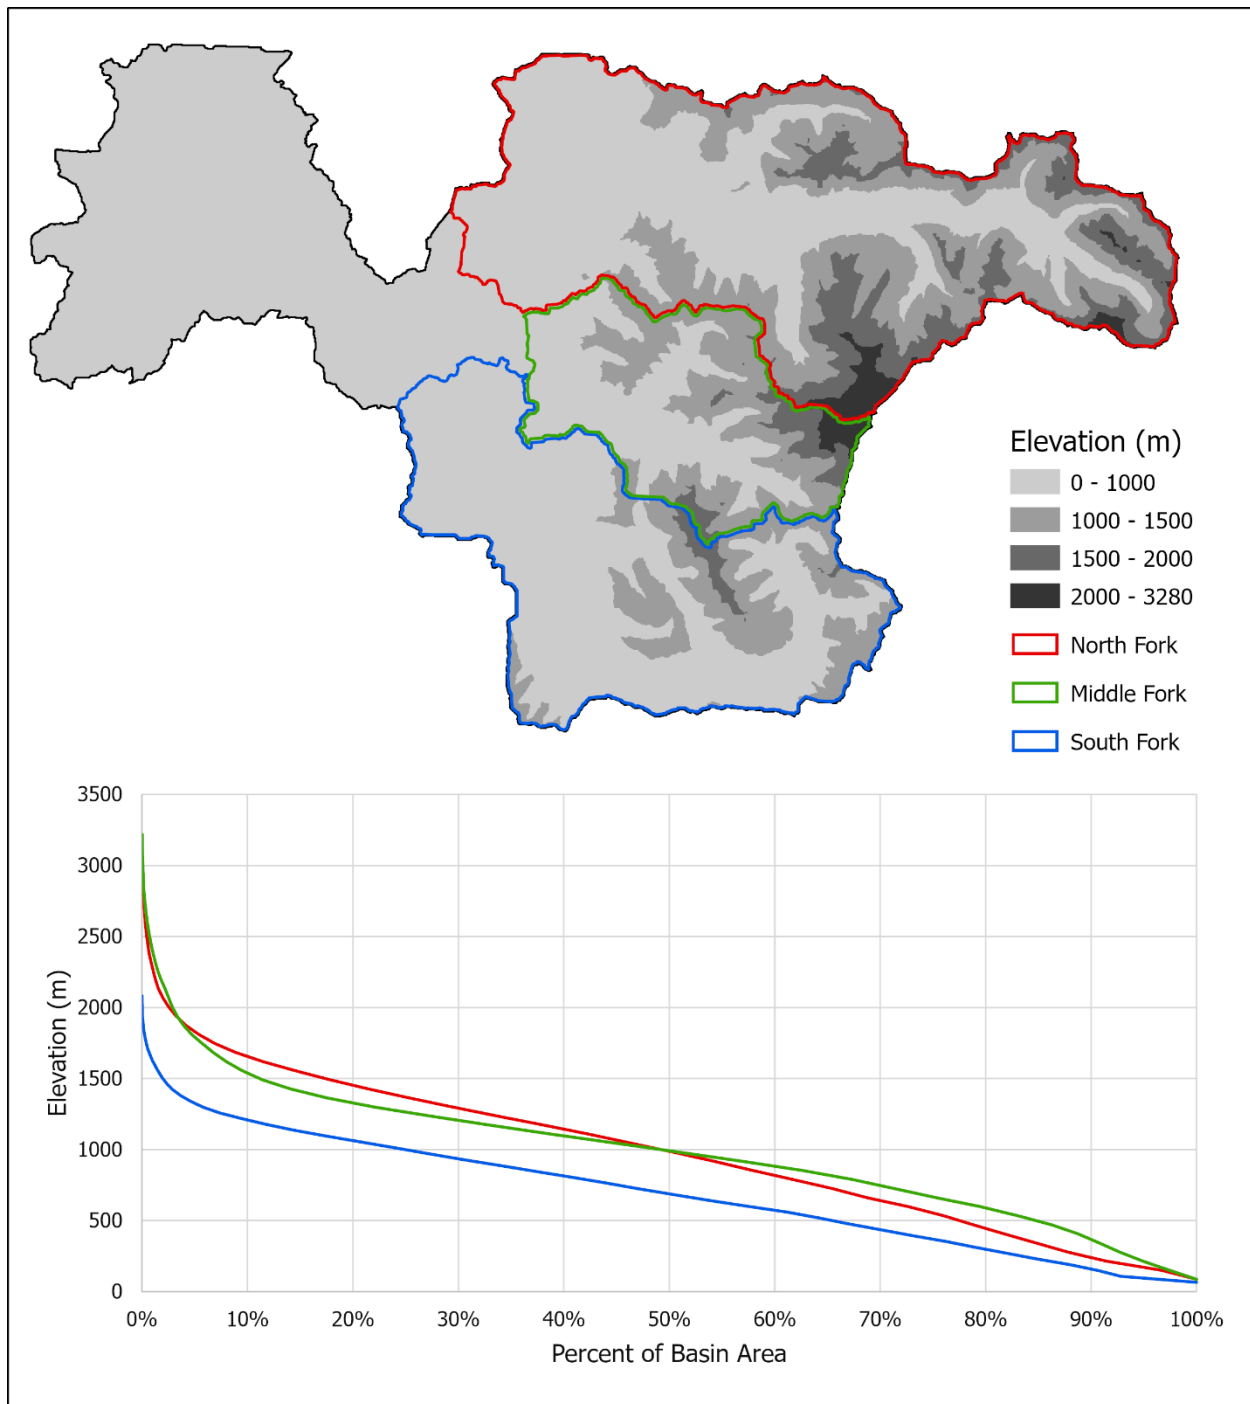 Elevation (m)
0 - 1000
1000 - 1500
1500 - 2000
2000 - 3280
North Fork
Middle Fork
South Fork
3500
3000
2500
2000
1500
1000
500
0
Elevation (m)
0% 10% 20% 30% 40% 50% 60% 70% 80% 90% 100%
Percent of Basin Area